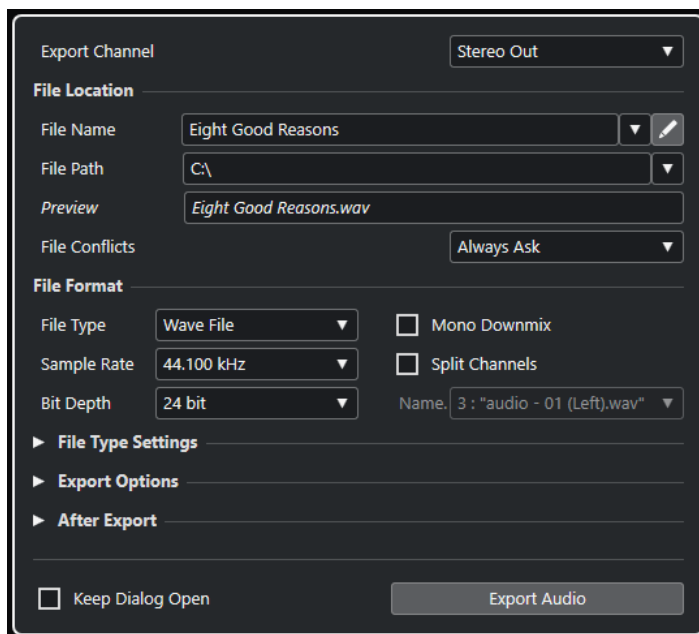 Export Channel Stereo Out
File Location
File Name Eight Good Reasons
File Path C:\
Preview Eight Good Reasons.wav
File Conflicts Always Ask
File Format
File Type Wave File Mono Downmix
Sample Rate 44.100 kHz Split Channels
Bit Depth 24 bit Name. 3 : "audio - 01 (Left).wav"
File Type Settings
Export Options
After Export
Keep Dialog Open Export Audio